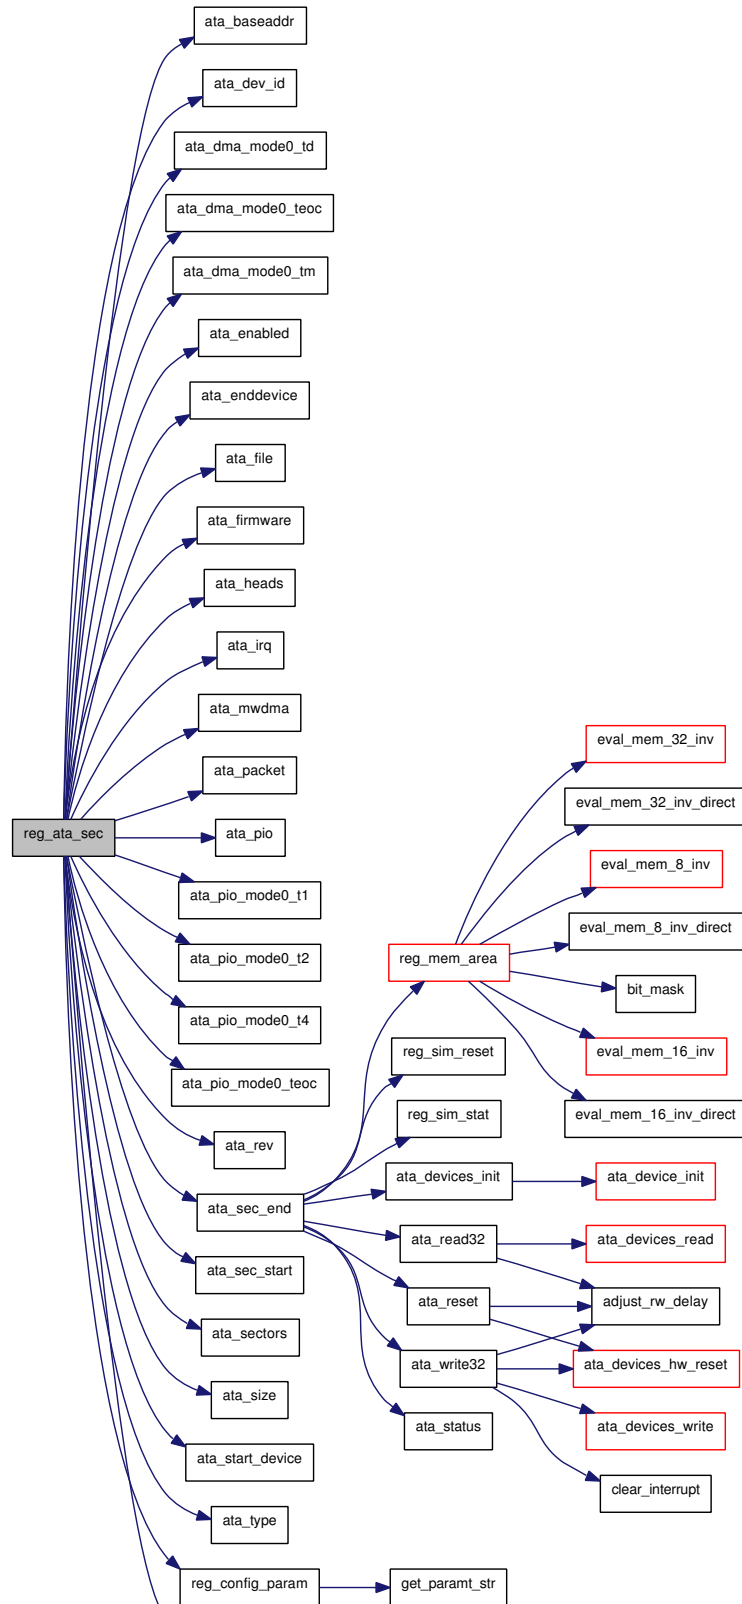 ata_baseaddr
ata_dev_id
ata_dma_mode0_td
ata_dma_mode0_teoc
ata_dma_mode0_tm
ata_enabled
ata_enddevice
ata_file
ata_firmware
ata_heads
ata_irq
ata_mwdma
ata_packet
reg_ata_sec
ata_pio
ata_pio_mode0_t1
ata_pio_mode0_t2
ata_pio_mode0_t4
ata_pio_mode0_teoc
ata_rev
ata_sec_end
ata_sec_start
ata_sectors
ata_size
ata_start_device
ata_type
reg_config_param
reg_mem_area
reg_sim_reset
reg_sim_stat
ata_devices_init
ata_read32
ata_reset
ata_write32
ata_status
get_paramt_str
eval_mem_32_inv
eval_mem_32_inv_direct
eval_mem_8_inv
eval_mem_8_inv_direct
bit_mask
eval_mem_16_inv
eval_mem_16_inv_direct
ata_device_init
ata_devices_read
adjust_rw_delay
ata_devices_hw_reset
ata_devices_write
clear_interrupt